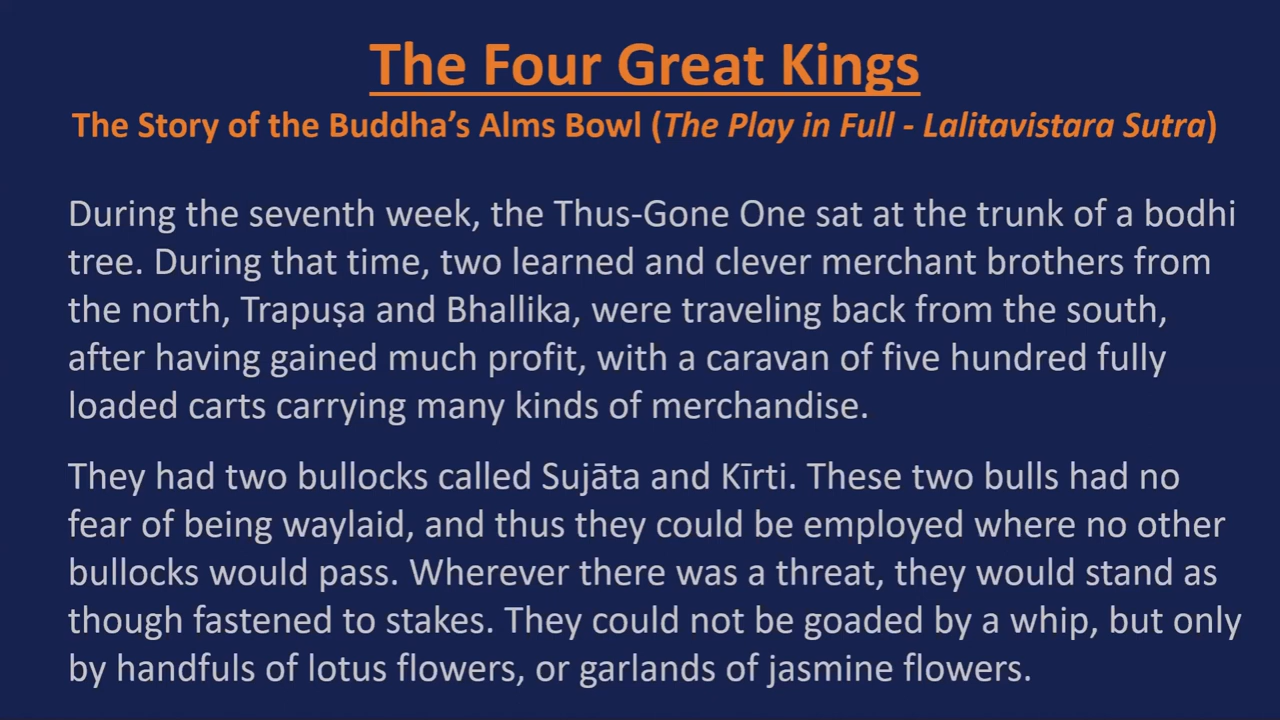 The Four Great Kings
The Story of the Buddha’s Alms Bowl (The Play in Full - Lalitavistara Sutra)
During the seventh week, the Thus-Gone One sat at the trunk of a bodhi
tree. During that time, two learned and clever merchant brothers from
the north, Trapuṣa and Bhallika, were traveling back from the south,
after having gained much profit, with a caravan of five hundred fully
loaded carts carrying many kinds of merchandise.
They had two bullocks called Sujāta and Kīrti. These two bulls had no
fear of being waylaid, and thus they could be employed where no other
bullocks would pass. Wherever there was a threat, they would stand as
though fastened to stakes. They could not be goaded by a whip, but only
by handfuls of lotus flowers, or garlands of jasmine flowers.